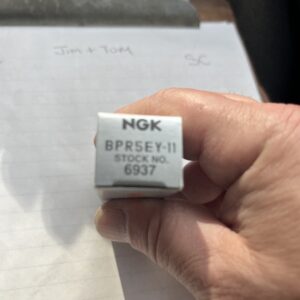 Jim + Tom
SC
NGK
BPR5EY-11
STOCK NO.
6937